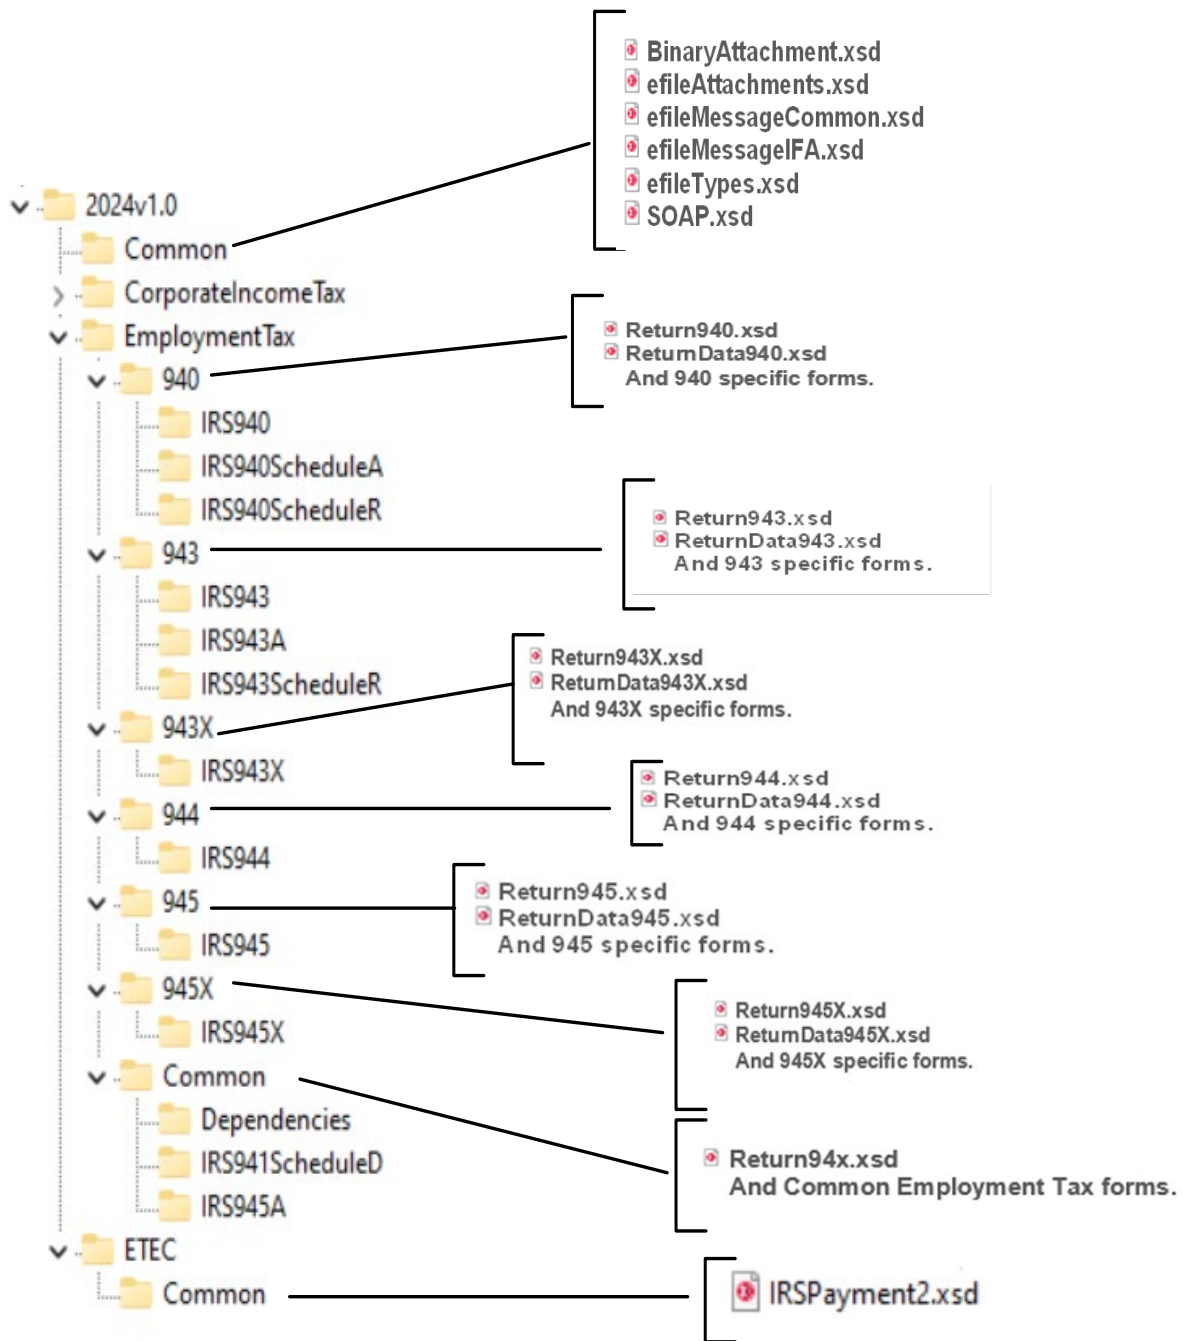 BinaryAttachment.xsd
efileAttachments.xsd
efileMessageCommon.xsd
efileMessageIFA.xsd
efileTypes.xsd
SOAP.xsd
2024v1.0
Common
CorporateIncomeTax
EmploymentTax
940
Return940.xsd
ReturnData940.xsd
And 940 specific forms.
IRS940
IRS940ScheduleA
IRS940ScheduleR
943
Return943.xsd
ReturnData943.xsd
And 943 specific forms.
IRS943
IRS943A
IRS943ScheduleR
943X
Return943X.xsd
ReturnData943X.xsd
And 943X specific forms.
IRS943X
944
Return944.xsd
ReturnData944.xsd
And 944 specific forms.
IRS944
945
Return945.xsd
ReturnData945.xsd
And 945 specific forms.
IRS945
945X
Return945X.xsd
ReturnData945X.xsd
And 945X specific forms.
IRS945X
Common
Return94x.xsd
And Common Employment Tax forms.
Dependencies
IRS941ScheduleD
IRS945A
ETEC
Common
IRSPayment2.xsd